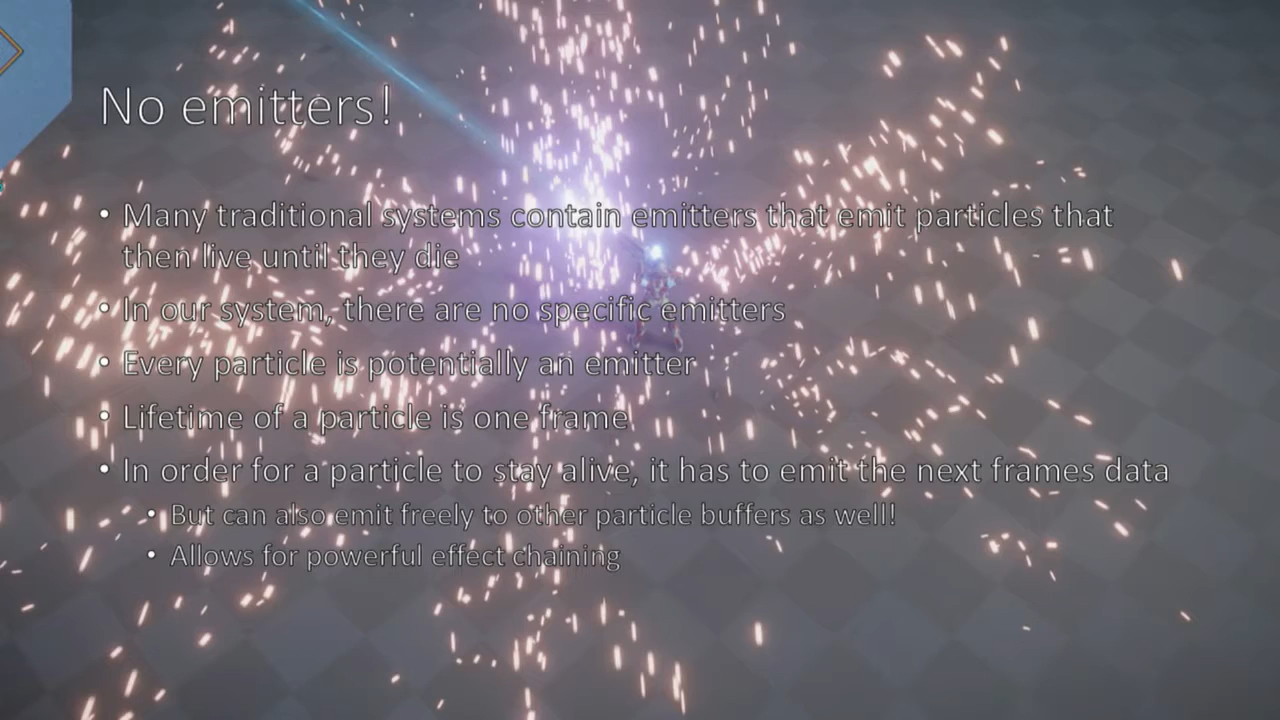 No emitters!
• Many traditional systems contain emitters that emit particles that
then live until they die
• In our system, there are no specific emitters
• Every particle is potentially an emitter
• Lifetime of a particle is one frame
• In order for a particle to stay alive, it has to emit the next frames data
• But can also emit freely to other particle buffers as well!
• Allows for powerful effect chaining